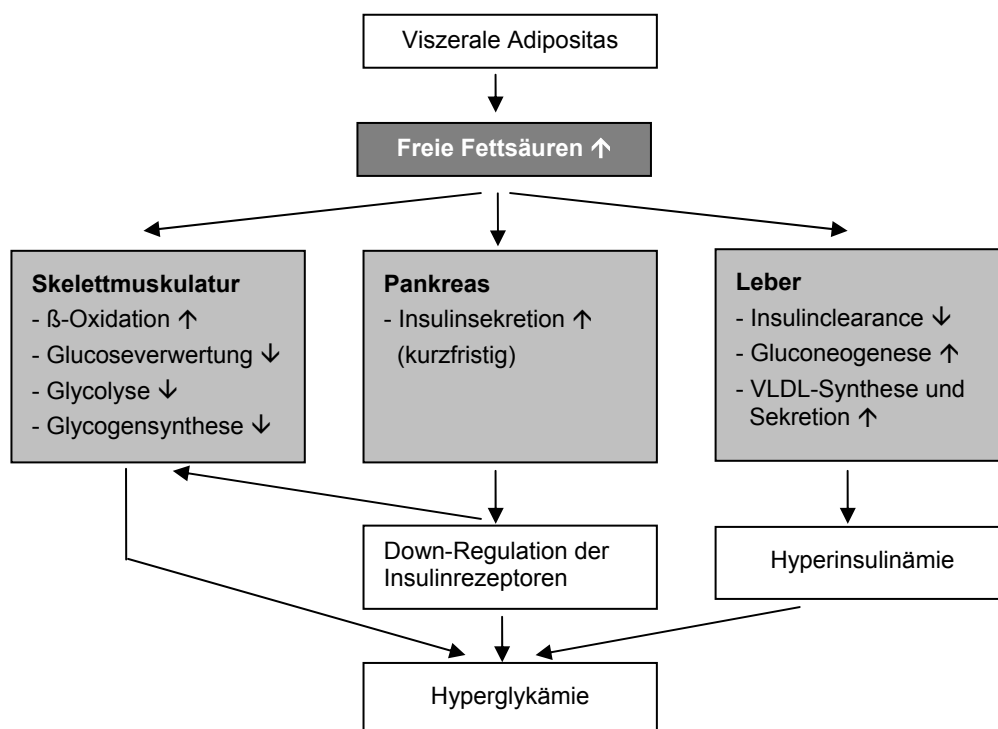 Viszerale Adipositas
Freie Fettsäuren ↑
Skelettmuskulatur
- ß-Oxidation ↑
- Glucoseverwertung ↓
- Glycolyse ↓
- Glycogensynthese ↓
Pankreas
- Insulinsekretion ↑
(kurzfristig)
Leber
- Insulinclearance ↓
- Gluconeogenese ↑
- VLDL-Synthese und
Sekretion ↑
Down-Regulation der
Insulinrezeptoren
Hyperinsulinämie
Hyperglykämie